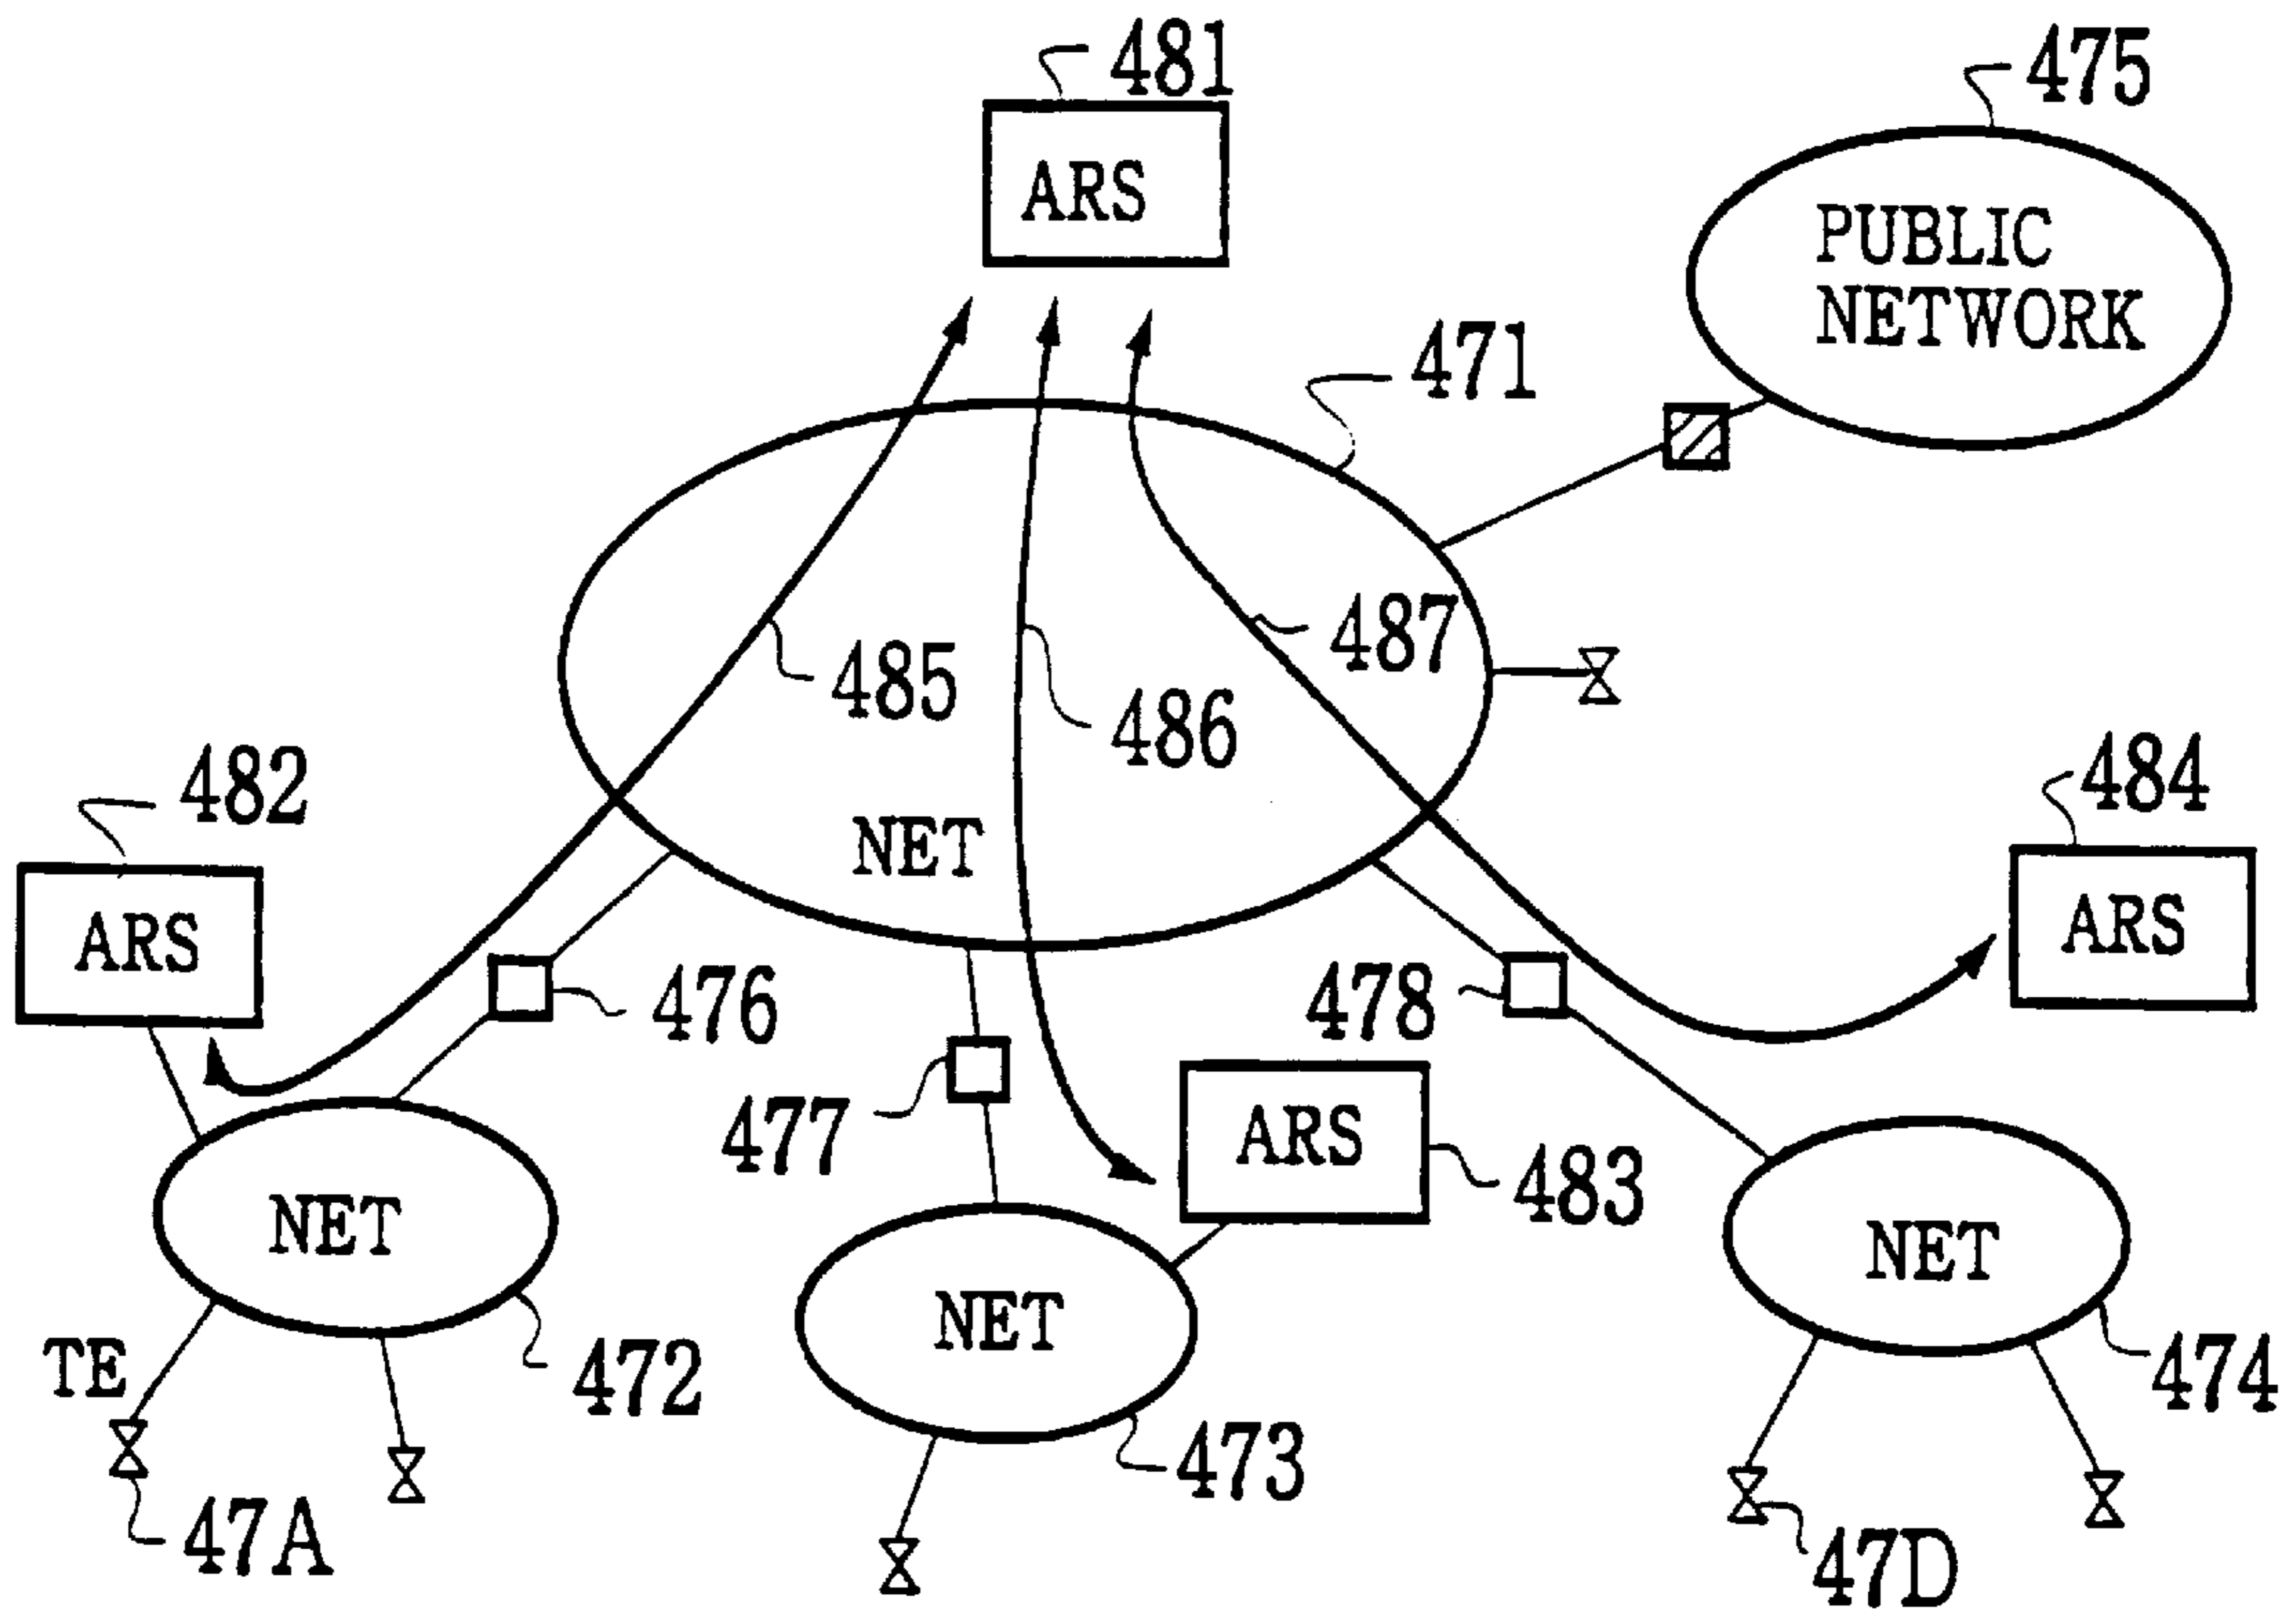 481
475
ARS
PUBLIC
NETWORK
471
487
485
486
482
484
NET
ARS
ARS
476
478
477
ARS
483
NET
NET
NET
TE
472
474
473
47A
47D